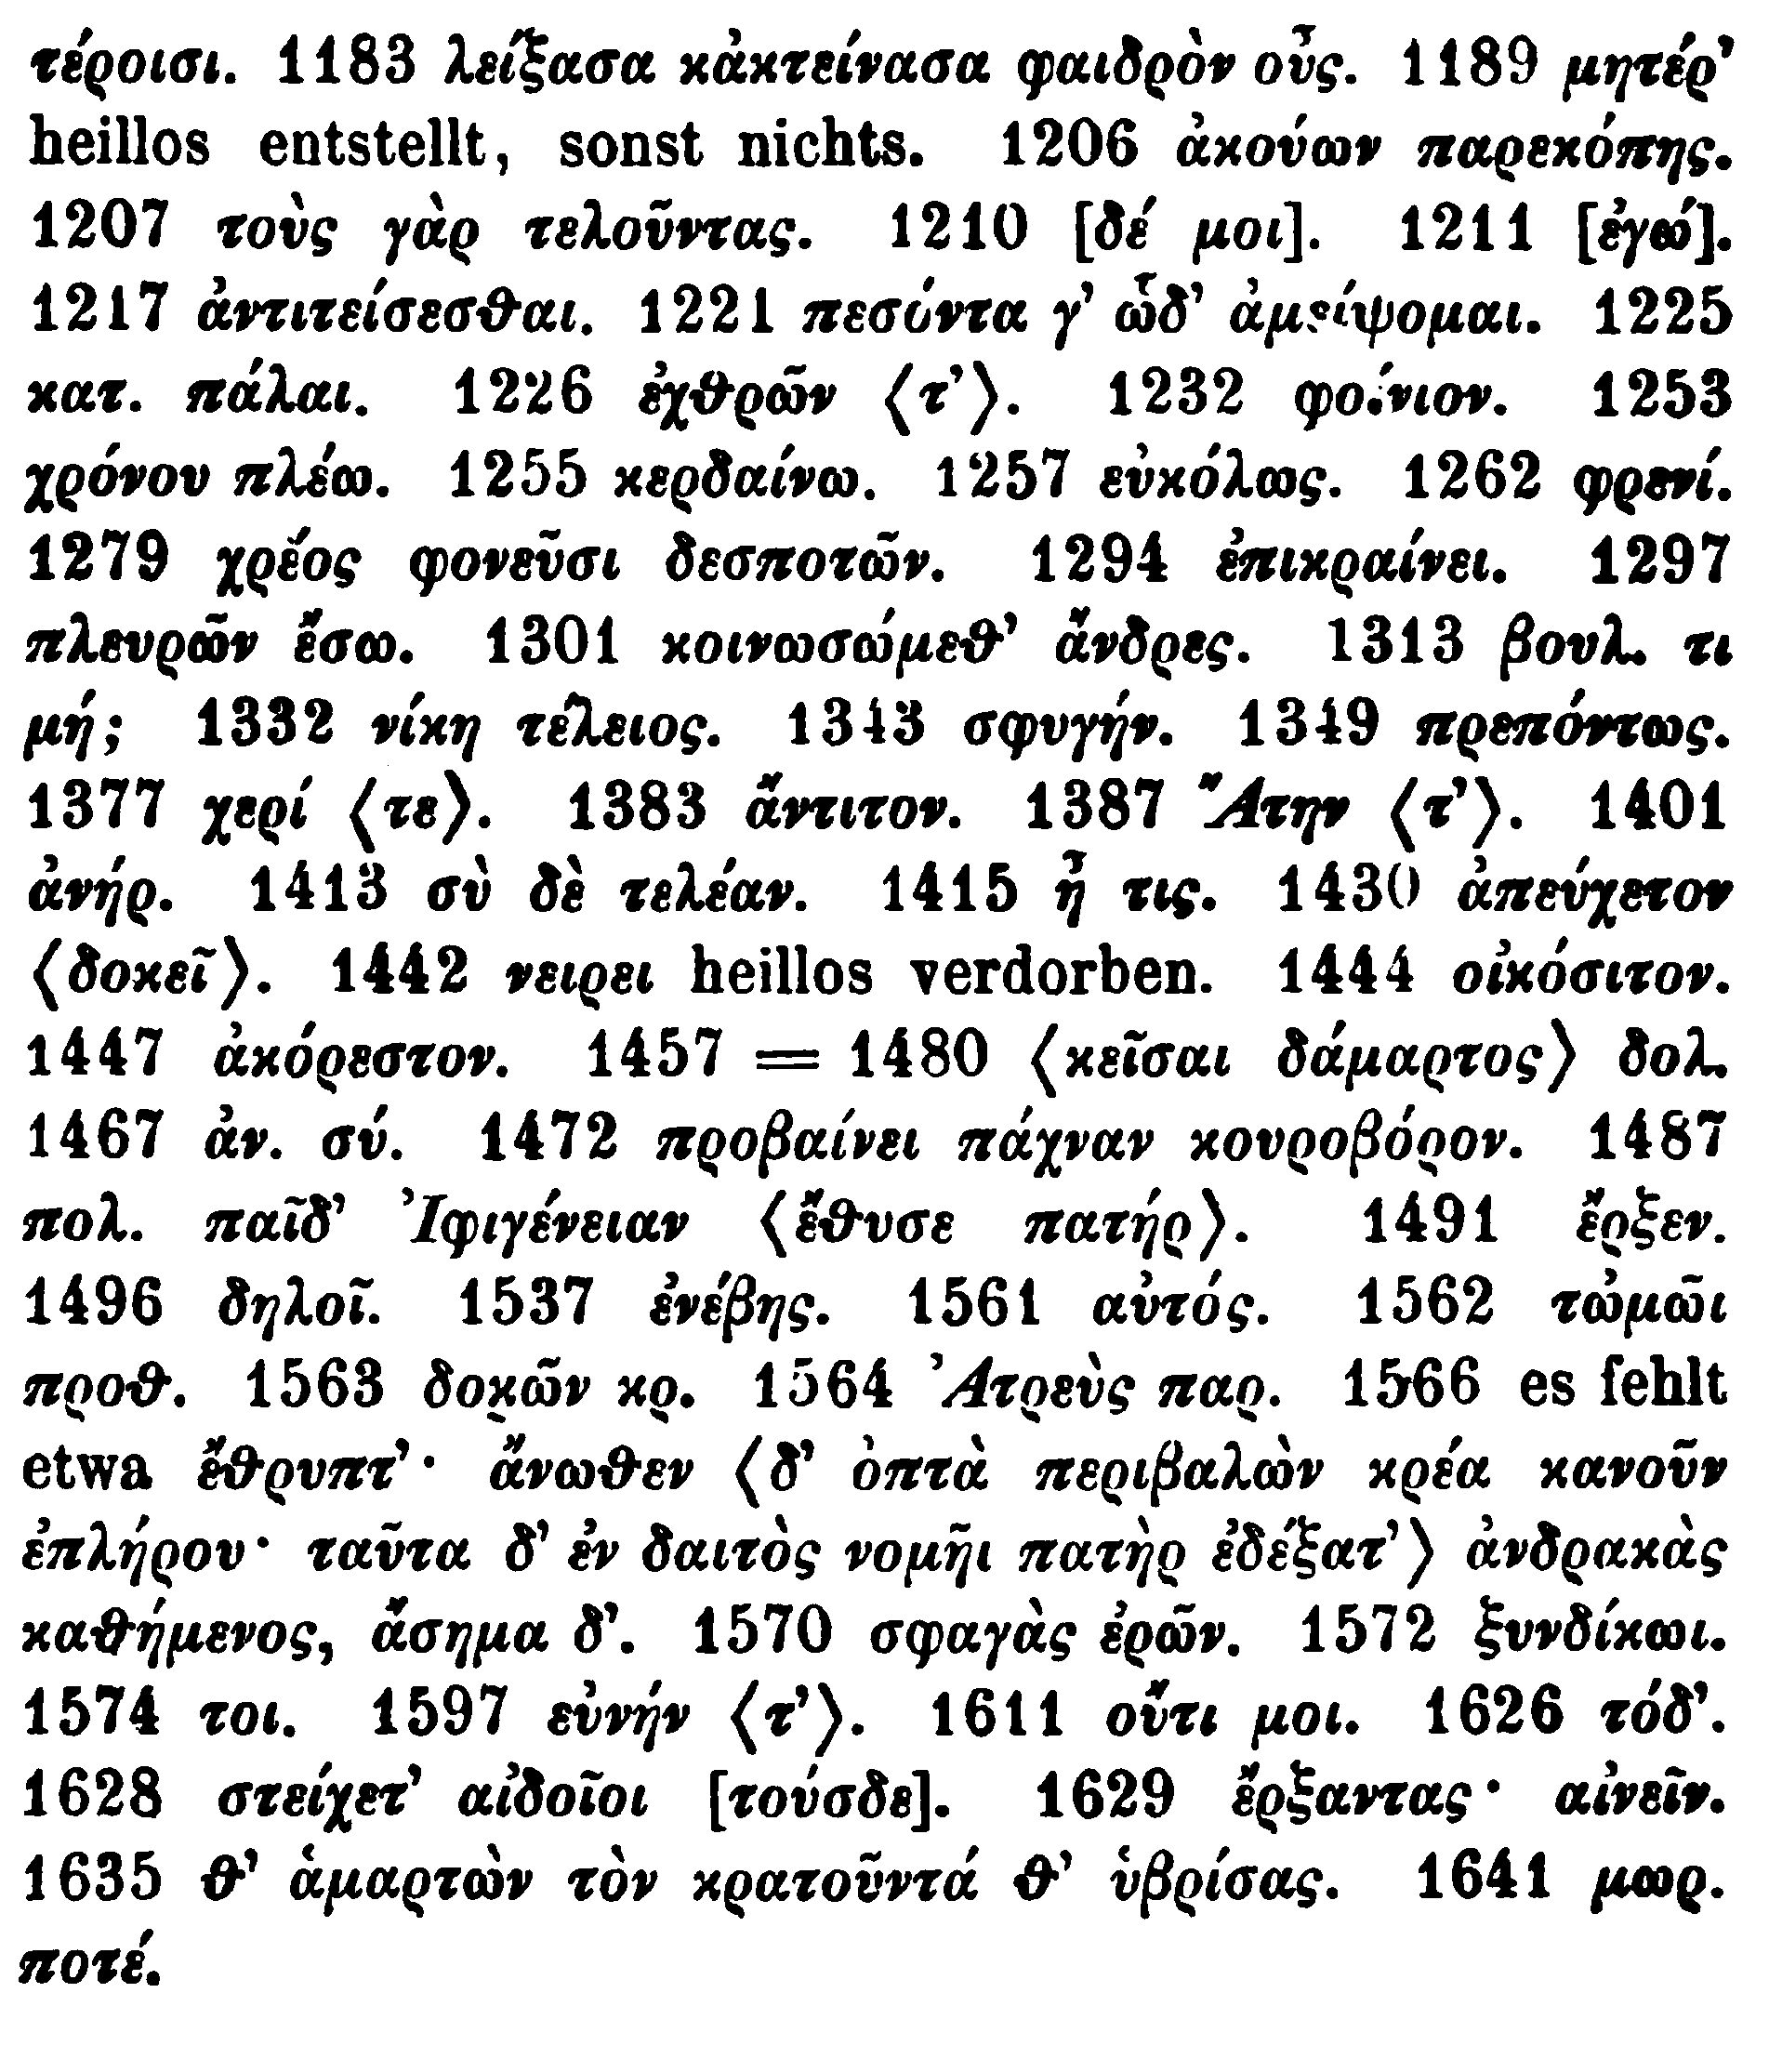 τέροισι. 1183 λείξασα κἀκτείνασα φαιδρὸν οὖς. 1189 μητέρ’
heillos entstellt, sonst nichts. 1206 ἀκούων παρεκόπης.
1207 τοὺς γὰρ τελοῦντας. 1210 [δέ μοι]. 1211 [ἐγώ].
1217 ἀντιτείσεσθαι. 1221 πεσόντα γ’ ὧδ’ ἀμείψομαι. 1225
κατ. πάλαι. 1226 ἐχθρῶν ⟨τ’⟩. 1232 φοίνιον. 1253
χρόνου πλέω. 1255 κερδαίνω. 1257 εὐκόλως. 1262 φρενί.
1279 χρέος φονεῦσι δεσποτῶν. 1294 ἐπικραίνει. 1297
πλευρῶν ἔσω. 1301 κοινωσώμεθ’ ἄνδρες. 1313 βουλ. τι
μή; 1332 νίκη τέλειος. 1343 σφυγήν. 1349 πρεπόντως.
1377 χερί ⟨τε⟩. 1383 ἄντιτον. 1387 Ἄτην ⟨τ’⟩. 1401
ἀνήρ. 1413 σὺ δὲ τελέαν. 1415 ἦ τις. 1430 ἀπεύχετον
⟨δοκεῖ⟩. 1442 νειρει heillos verdorben. 1444 οἰκόσιτον.
1447 ἀκόρεστον. 1457 = 1480 ⟨κεῖσαι δάμαρτος⟩ δολ.
1467 ἀν. σύ. 1472 προβαίνει πάχναν κουροβόρον. 1487
πολ. παῖδ’ Ἰφιγένειαν ⟨ἔθυσε πατήρ⟩. 1491 ἔρξεν.
1496 δηλοῖ. 1537 ἐνέβης. 1561 αὐτός. 1562 τὠμῶι
προθ. 1563 δοκῶν κρ. 1564 Ἀτρεὺς παρ. 1566 es fehlt
etwa ἔθρυπτ’· ἄνωθεν ⟨δ’ ὀπτὰ περιβαλὼν κρέα κανοῦν
ἐπλήρου· ταῦτα δ’ ἐν δαιτὸς νομῆι πατὴρ ἐδέξατ’⟩ ἀνδρακὰς
καθήμενος, ἄσημα δ’. 1570 σφαγὰς ἐρῶν. 1572 ξυνδίκωι.
1574 τοι. 1597 εὐνήν ⟨τ’⟩. 1611 οὔτι μοι. 1626 τόδ’.
1628 στείχετ’ αἰδοῖοι [τούσδε]. 1629 ἔρξαντας· αἰνεῖν.
1635 θ’ ἁμαρτὼν τὸν κρατοῦντά θ’ ὑβρίσας. 1641 μωρ.
ποτέ.